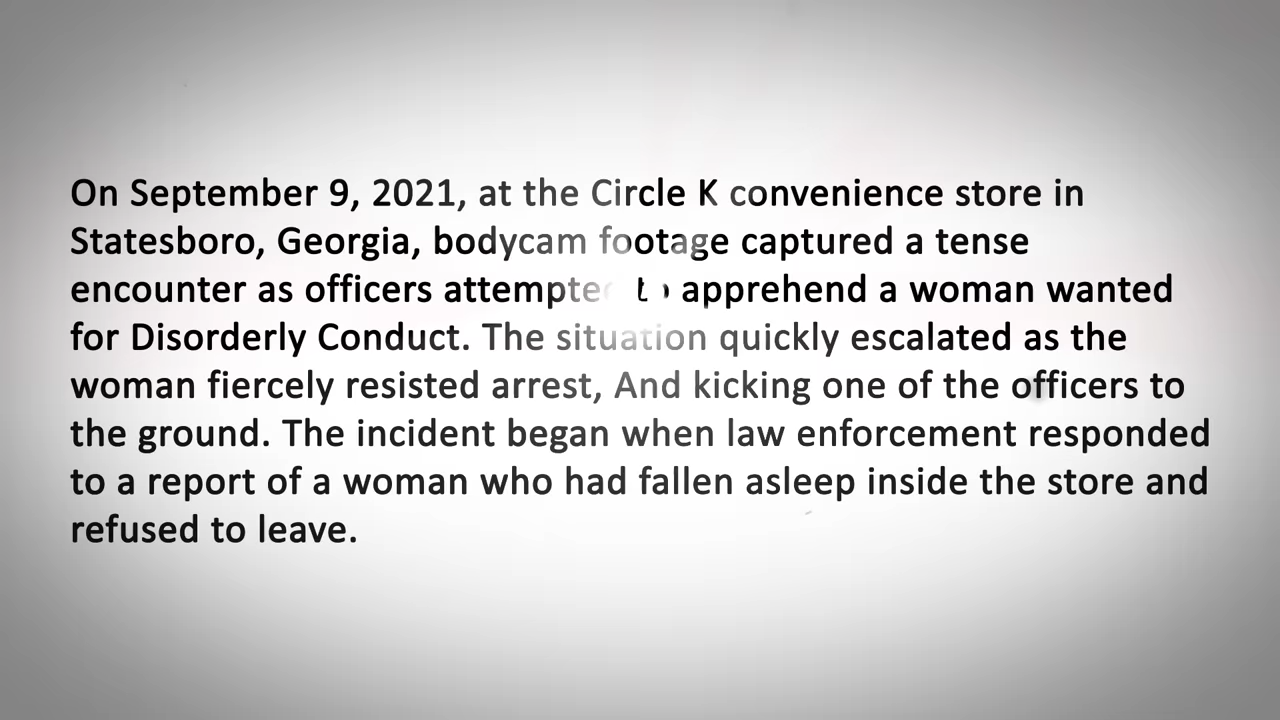 On September 9, 2021, at the Circle K convenience store in
Statesboro, Georgia, bodycam footage captured a tense
encounter as officers attempted to apprehend a woman wanted
for Disorderly Conduct. The situation quickly escalated as the
woman fiercely resisted arrest, And kicking one of the officers to
the ground. The incident began when law enforcement responded
to a report of a woman who had fallen asleep inside the store and
refused to leave.